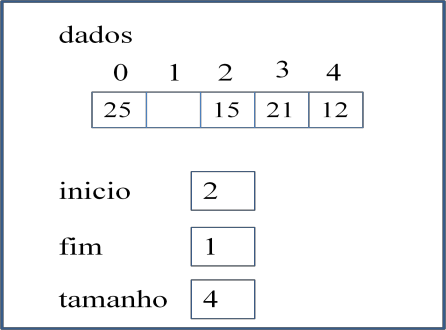 dados
0 1 2 3 4
25 15 21 12
inicio 2
fim 1
tamanho 4